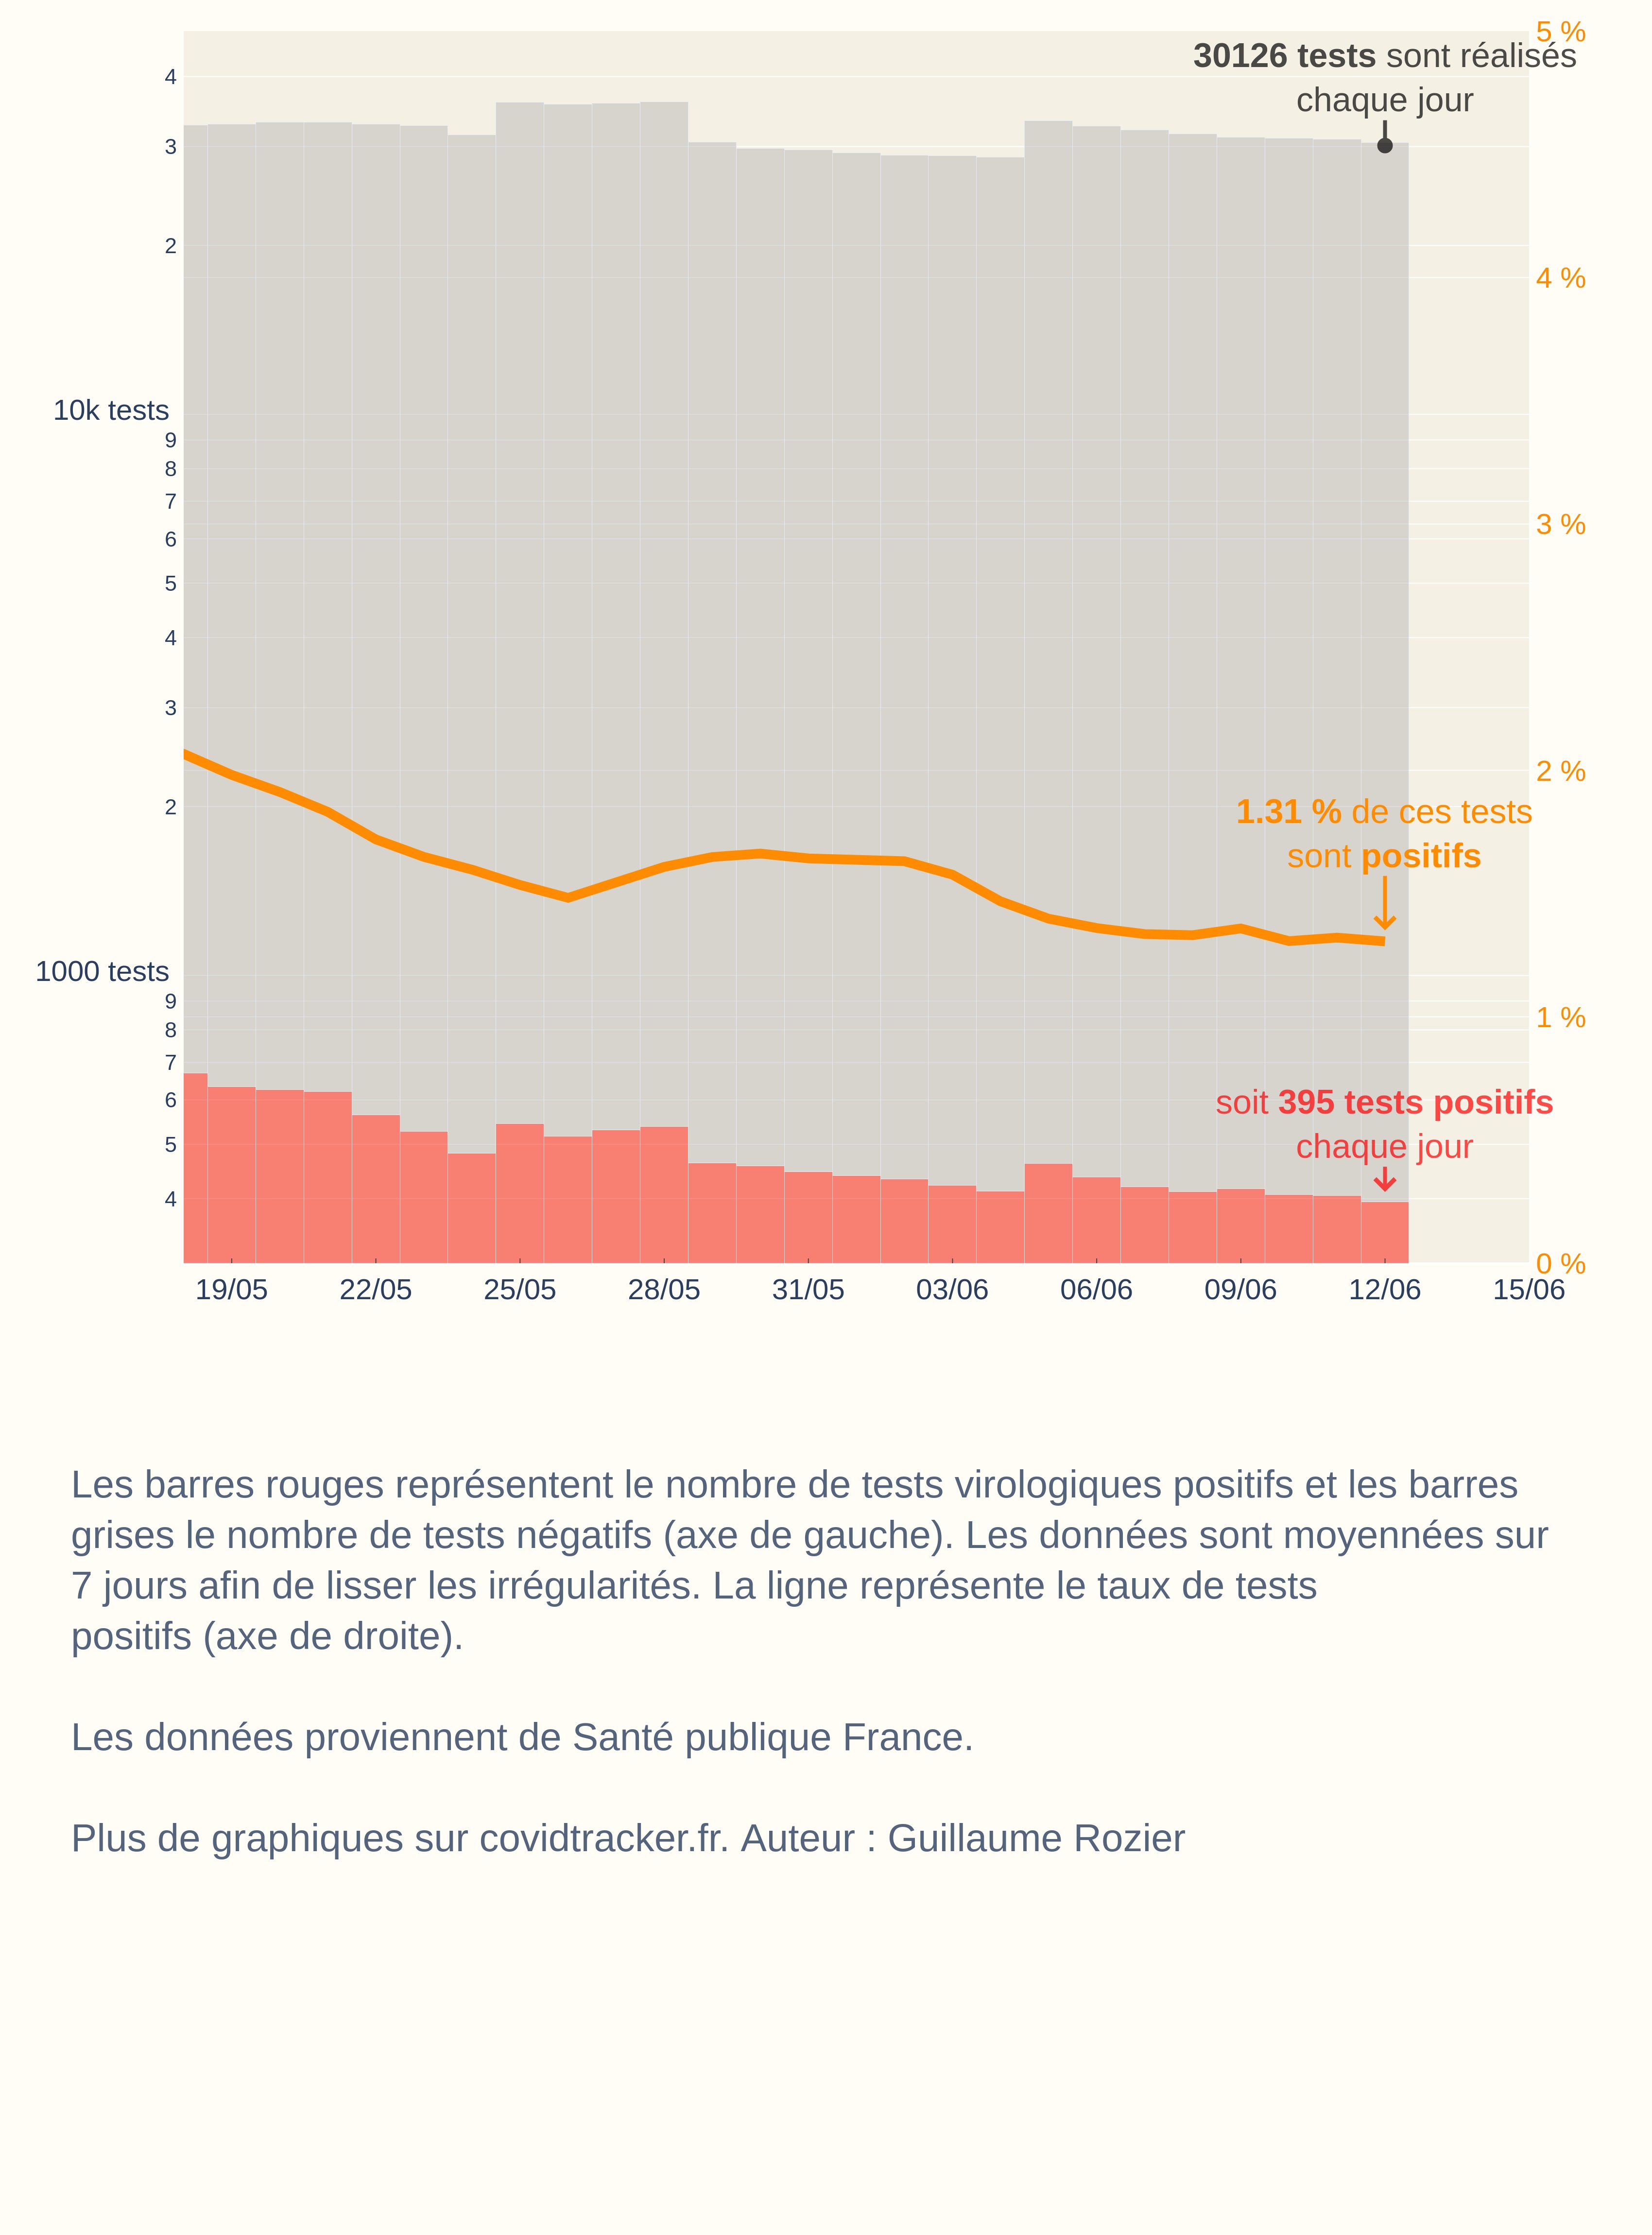 5 %
30126 tests sont réalisés
chaque jour
4
3
2
4 %
10k tests
9
8
7
3 %
6
5
4
3
2 %
2
1.31 % de ces tests
sont positifs
1000 tests
9
1 %
8
7
6
soit 395 tests positifs
chaque jour
5
4
0 %
19/05 22/05 25/05 28/05 31/05 03/06 06/06 09/06 12/06 15/06
Les barres rouges représentent le nombre de tests virologiques positifs et les barres
grises le nombre de tests négatifs (axe de gauche). Les données sont moyennées sur
7 jours afin de lisser les irrégularités. La ligne représente le taux de tests
positifs (axe de droite).
Les données proviennent de Santé publique France.
Plus de graphiques sur covidtracker.fr. Auteur : Guillaume Rozier